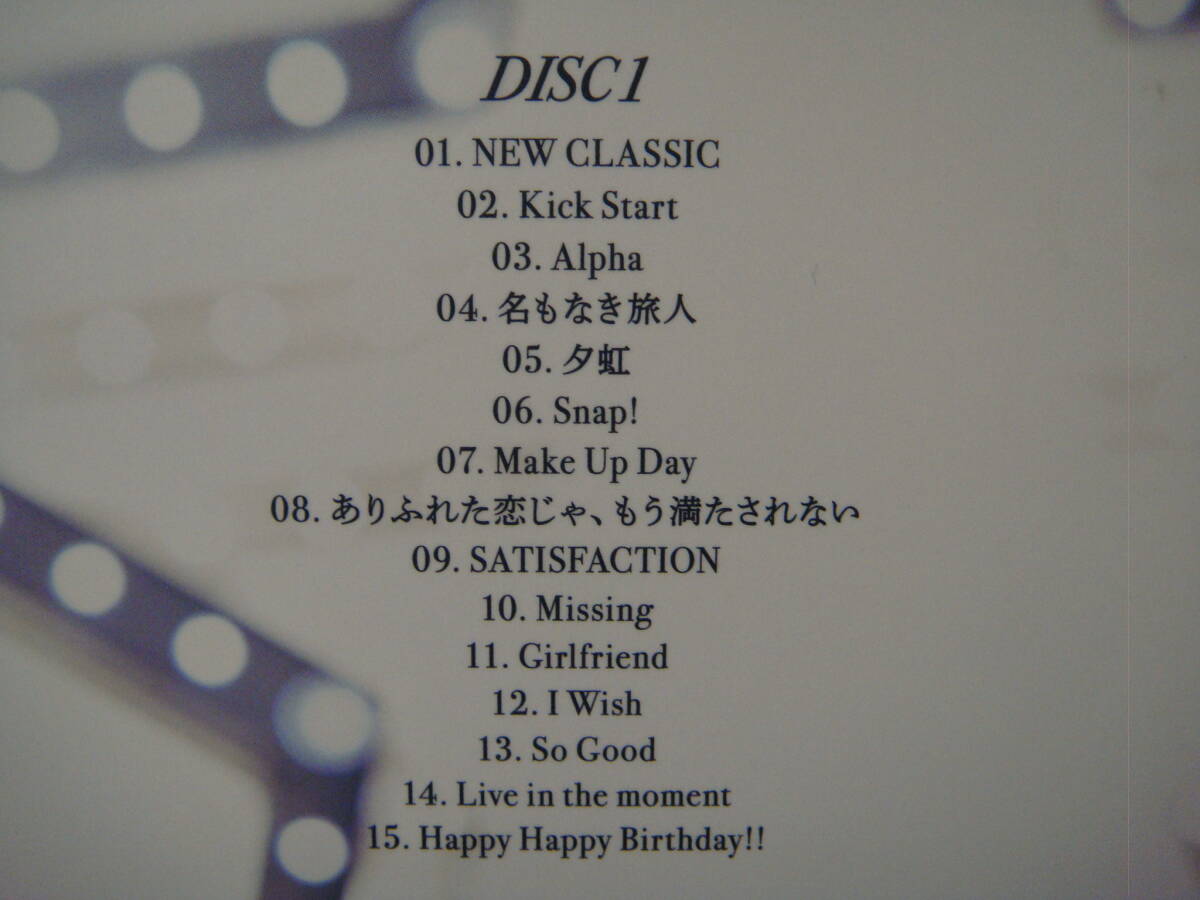 DISC1
01. NEW CLASSIC
02. Kick Start
03. Alpha
04. 名もなき旅人
05. 夕虹
06. Snap!
07. Make Up Day
08. ありふれた恋じゃ、もう満たされない
09. SATISFACTION
10. Missing
11. Girlfriend
12. I Wish
13. So Good
14. Live in the moment
15. Happy Happy Birthday!!